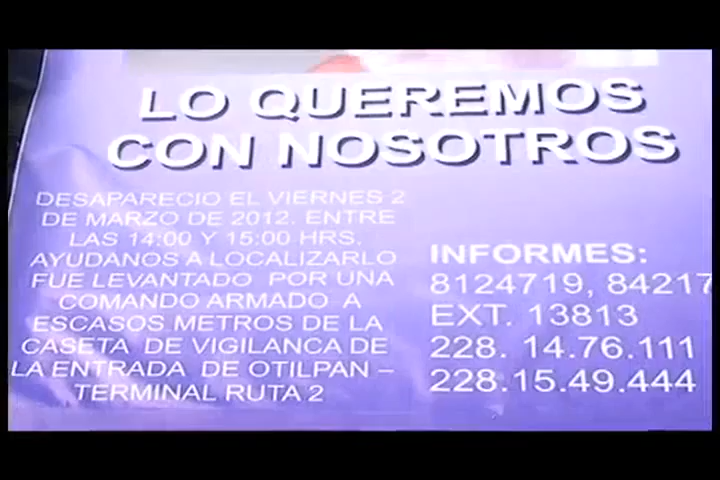 LO QUEREMOS
CON NOSOTROS
DESAPARECIO EL VIERNES 2
DE MARZO DE 2012. ENTRE
LAS 14:00 Y 15:00 HRS.
AYUDANOS A LOCALIZARLO
FUE LEVANTADO POR UNA
COMANDO ARMADO A
ESCASOS METROS DE LA
CASETA DE VIGILANCA DE
LA ENTRADA DE OTILPAN –
TERMINAL RUTA 2
INFORMES:
8124719, 84217
EXT. 13813
228. 14.76.111
228.15.49.444